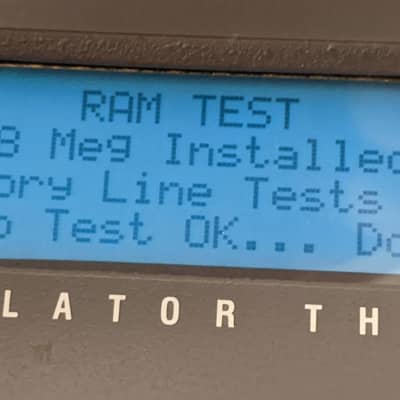 RAM TEST
8 Meg Installed
ory Line Tests
o Test OK... Do
LATOR TH